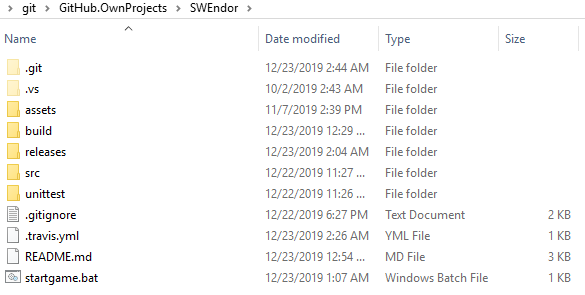 git > GitHub.OwnProjects > SWEndor >
Name Date modified Type Size
.git 12/23/2019 2:44 AM File folder
.vs 10/2/2019 2:43 AM File folder
assets 11/7/2019 2:39 PM File folder
build 12/23/2019 12:29 ... File folder
releases 12/23/2019 2:04 AM File folder
src 12/22/2019 11:27 ... File folder
unittest 12/22/2019 11:26 ... File folder
.gitignore 12/22/2019 6:27 PM Text Document 2 KB
.travis.yml 12/23/2019 2:26 AM YML File 1 KB
README.md 12/23/2019 12:54 ... MD File 3 KB
startgame.bat 12/23/2019 1:07 AM Windows Batch File 1 KB